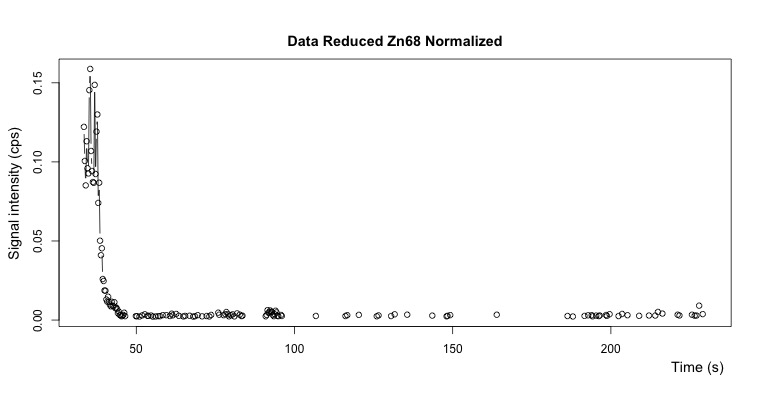 Data Reduced Zn68 Normalized
Signal intensity (cps)
0.15
0.10
0.05
0.00
50 100 150 200
Time (s)